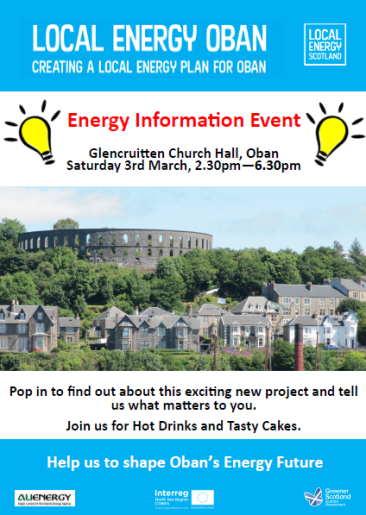 LOCAL ENERGY OBAN
CREATING A LOCAL ENERGY PLAN FOR OBAN
LOCAL
ENERGY
SCOTLAND
Energy Information Event
Glencruitten Church Hall, Oban
Saturday 3rd March, 2.30pm—6.30pm
Pop in to find out about this exciting new project and tell
us what matters to you.
Join us for Hot Drinks and Tasty Cakes.
Help us to shape Oban's Energy Future
ALIENERGY
Interreg
North Sea Region
Greener
Scotland